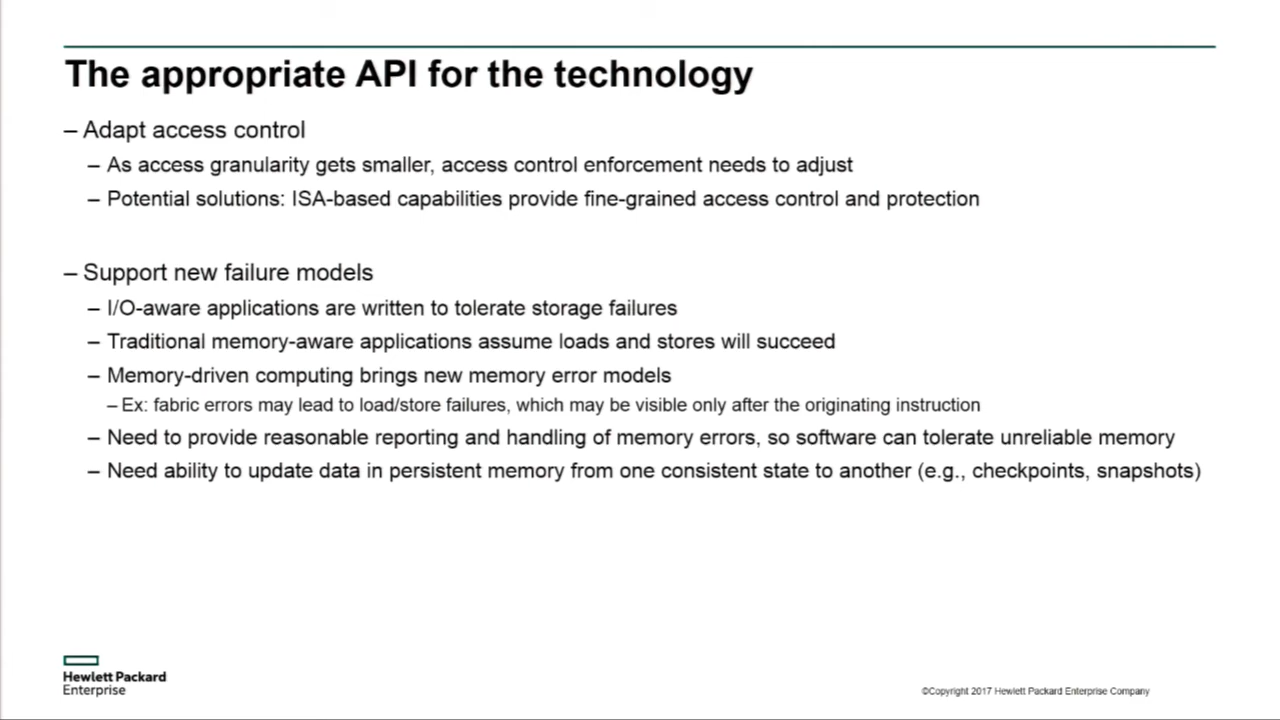 The appropriate API for the technology
– Adapt access control
– As access granularity gets smaller, access control enforcement needs to adjust
– Potential solutions: ISA-based capabilities provide fine-grained access control and protection
– Support new failure models
– I/O-aware applications are written to tolerate storage failures
– Traditional memory-aware applications assume loads and stores will succeed
– Memory-driven computing brings new memory error models
– Ex: fabric errors may lead to load/store failures, which may be visible only after the originating instruction
– Need to provide reasonable reporting and handling of memory errors, so software can tolerate unreliable memory
– Need ability to update data in persistent memory from one consistent state to another (e.g., checkpoints, snapshots)
Hewlett Packard
Enterprise
©Copyright 2017 Hewlett Packard Enterprise Company